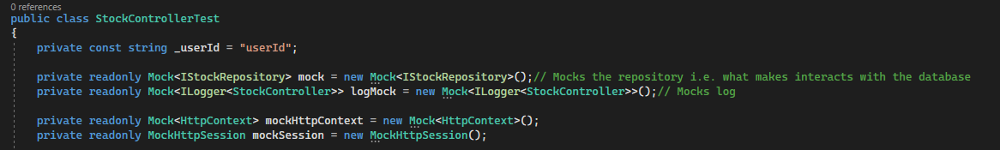 0 references
public class StockControllerTest
{
private const string _userId = "userId";
private readonly Mock<IStockRepository> mock = new Mock<IStockRepository>();// Mocks the repository i.e. what makes interacts with the database
private readonly Mock<ILogger<StockController>> logMock = new Mock<ILogger<StockController>>();// Mocks log
private readonly Mock<HttpContext> mockHttpContext = new Mock<HttpContext>();
private readonly MockHttpSession mockSession = new MockHttpSession();